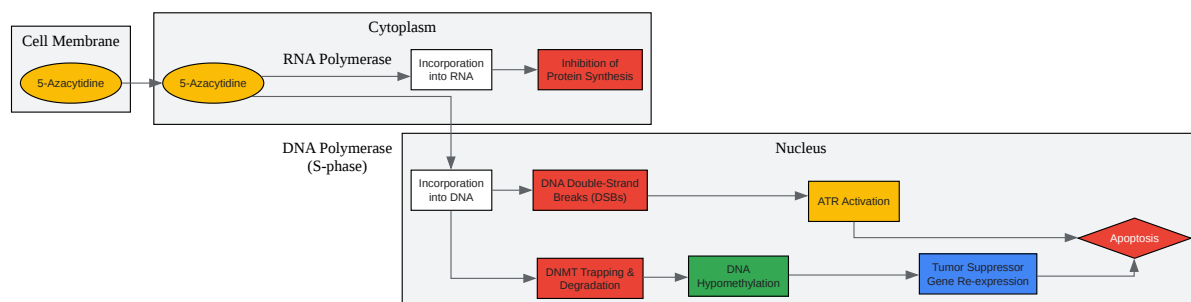 Cell Membrane
5-Azacytidine
Cytoplasm
5-Azacytidine
RNA Polymerase
Incorporation
into RNA
Inhibition of
Protein Synthesis
DNA Polymerase
(S-phase)
Nucleus
Incorporation
into DNA
DNA Double-Strand
Breaks (DSBs)
ATR Activation
Apoptosis
DNMT Trapping &
Degradation
DNA
Hypomethylation
Tumor Suppressor
Gene Re-expression